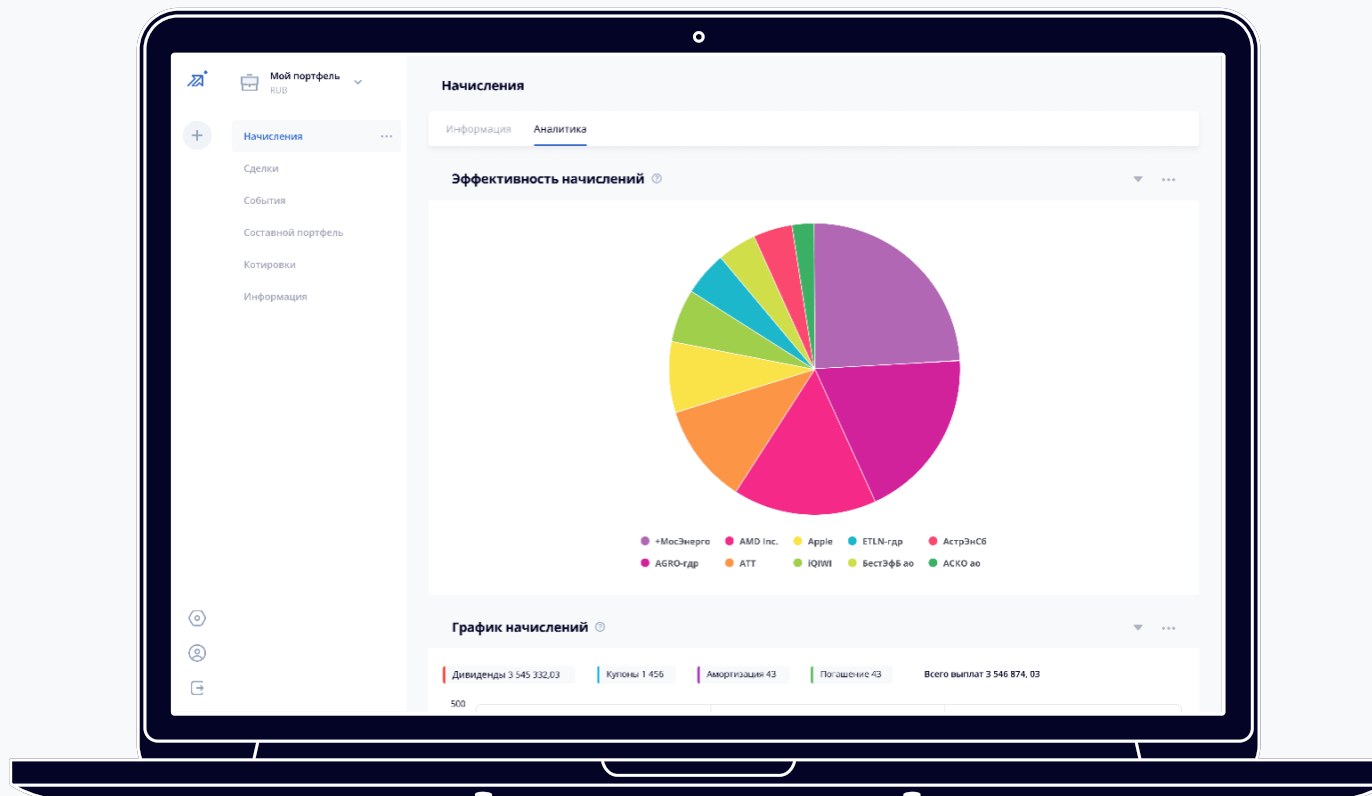 Мой портфель
RUB
Начисления
Сделки
События
Составной портфель
Котировки
Информация
Начисления
Информация Аналитика
Эффективность начислений
+МосЭнерго AMD Inc. Apple ETLN-гдр АстрЭнСб
AGRO-гдр ATT iQIWI БестЭфБ ао АСКО ао
График начислений
Дивиденды 3 545 332,03 Купоны 1 456 Амортизация 43 Погашение 43 Всего выплат 3 546 874, 03
500